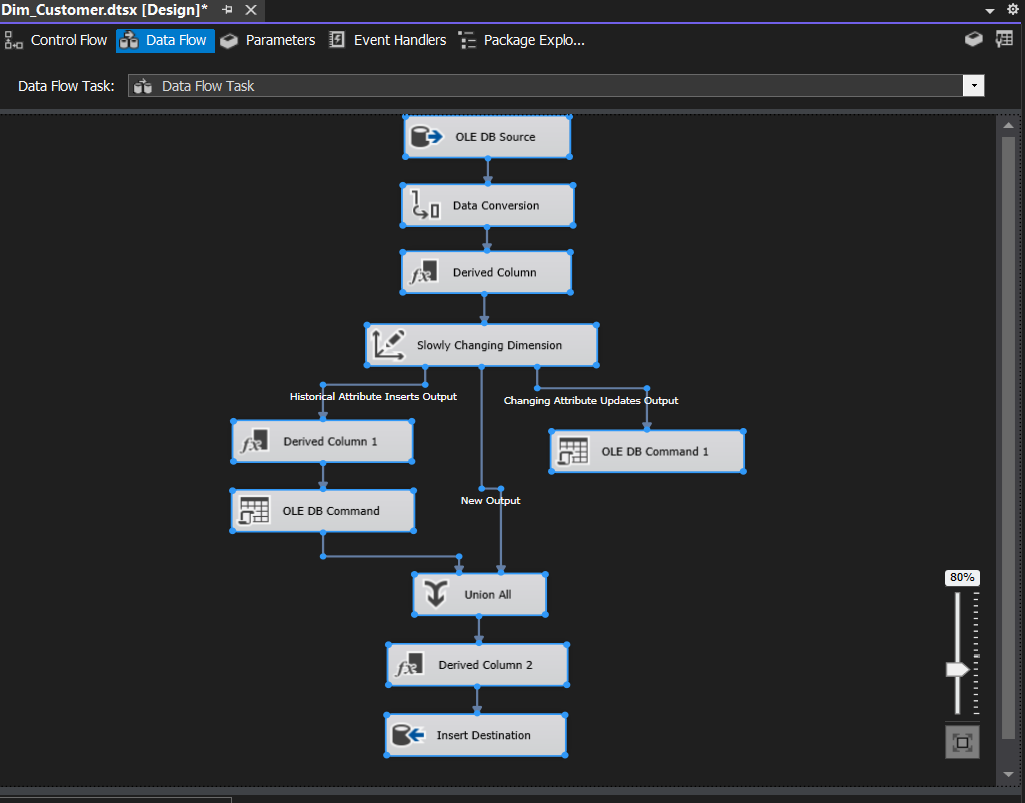 Dim_Customer.dtsx [Design]*
Control Flow Data Flow Parameters Event Handlers Package Explo...
Data Flow Task: Data Flow Task
OLE DB Source
Data Conversion
Derived Column
Slowly Changing Dimension
Historical Attribute Inserts Output
Changing Attribute Updates Output
Derived Column 1
OLE DB Command 1
New Output
OLE DB Command
80%
Union All
Derived Column 2
Insert Destination